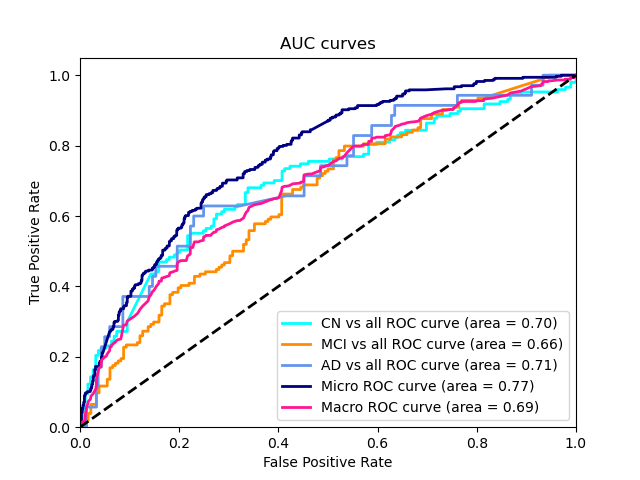 AUC curves
True Positive Rate
1.0
0.8
0.6
0.4
0.2
0.0
CN vs all ROC curve (area = 0.70)
MCI vs all ROC curve (area = 0.66)
AD vs all ROC curve (area = 0.71)
Micro ROC curve (area = 0.77)
Macro ROC curve (area = 0.69)
0.0 0.2 0.4 0.6 0.8 1.0
False Positive Rate